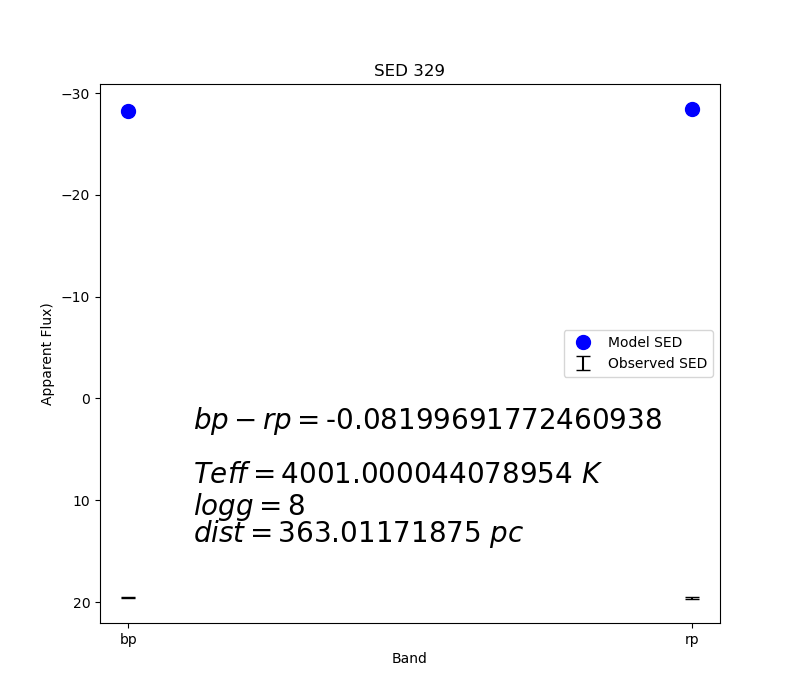 SED 329
−30
−20
−10
0
10
20
Apparent Flux)
Model SED
Observed SED
bp − rp = -0.08199691772460938
Teff = 4001.000044078954 K
logg = 8
dist = 363.01171875 pc
bp
rp
Band